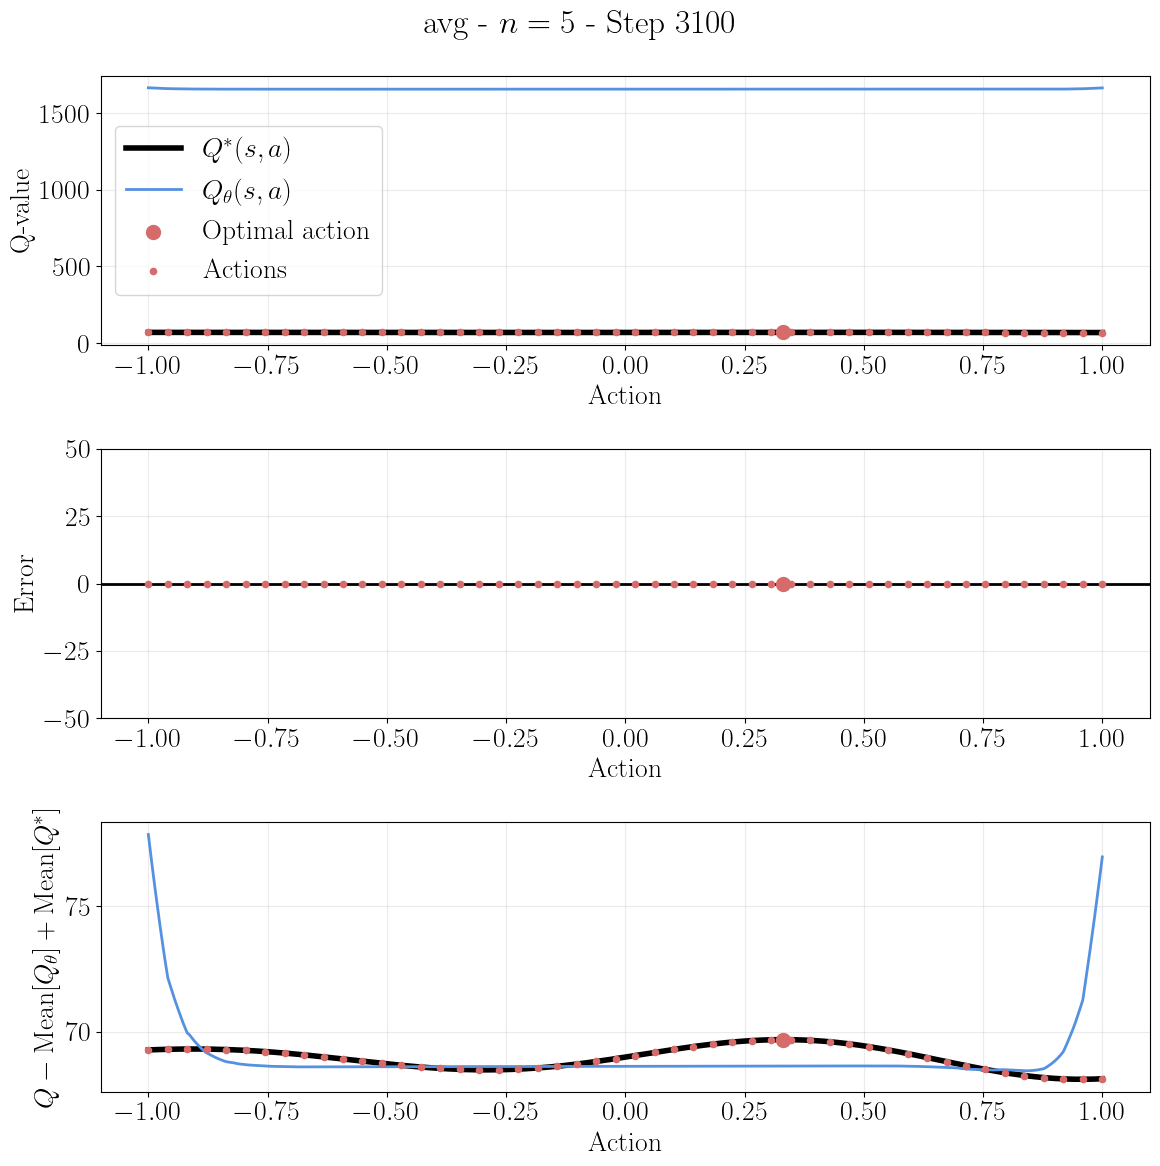 avg - n = 5 - Step 3100
Q-value
1500
1000
500
0
Q*(s, a)
Qθ(s, a)
Optimal action
Actions
−1.00 −0.75 −0.50 −0.25 0.00 0.25 0.50 0.75 1.00
Action
Error
50
25
0
−25
−50
−1.00 −0.75 −0.50 −0.25 0.00 0.25 0.50 0.75 1.00
Action
Q − Mean[Qθ] + Mean[Q*]
75
70
−1.00 −0.75 −0.50 −0.25 0.00 0.25 0.50 0.75 1.00
Action